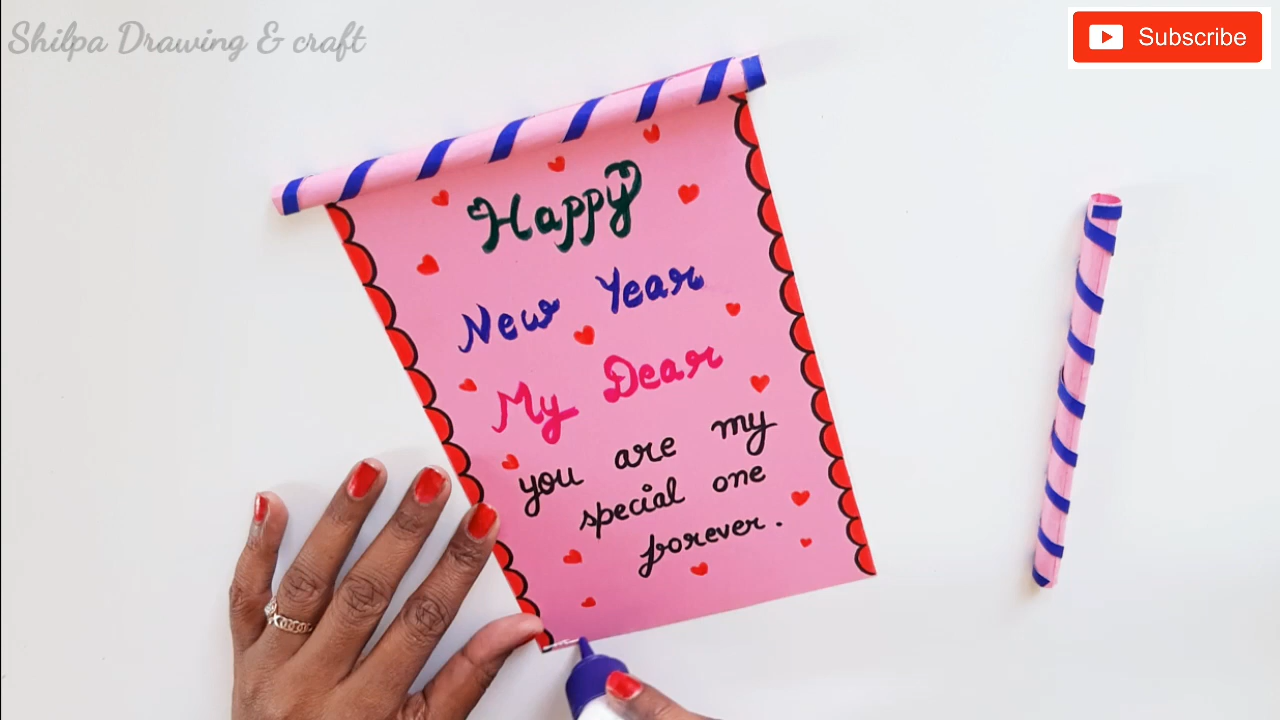 Shilpa Drawing & craft
Subscribe
Happy
New Year
My Dear
you are my
special one
forever.